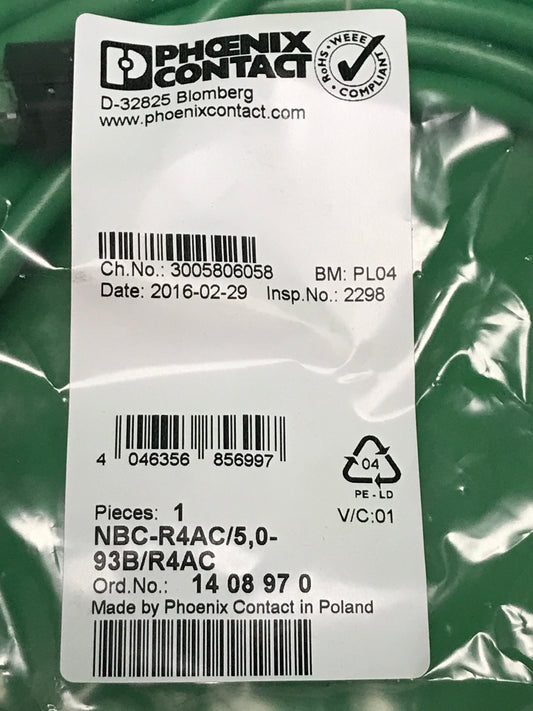 PHŒNIX
CONTACT
RoHS · WEEE
COMPLIANT
D-32825 Blomberg
www.phoenixcontact.com
Ch.No.: 3005806058 BM: PL04
Date: 2016-02-29 Insp.No.: 2298
4 046356 856997
04
PE-LD
Pieces: 1 V/C:01
NBC-R4AC/5,0-
93B/R4AC
Ord.No.: 14 08 97 0
Made by Phoenix Contact in Poland